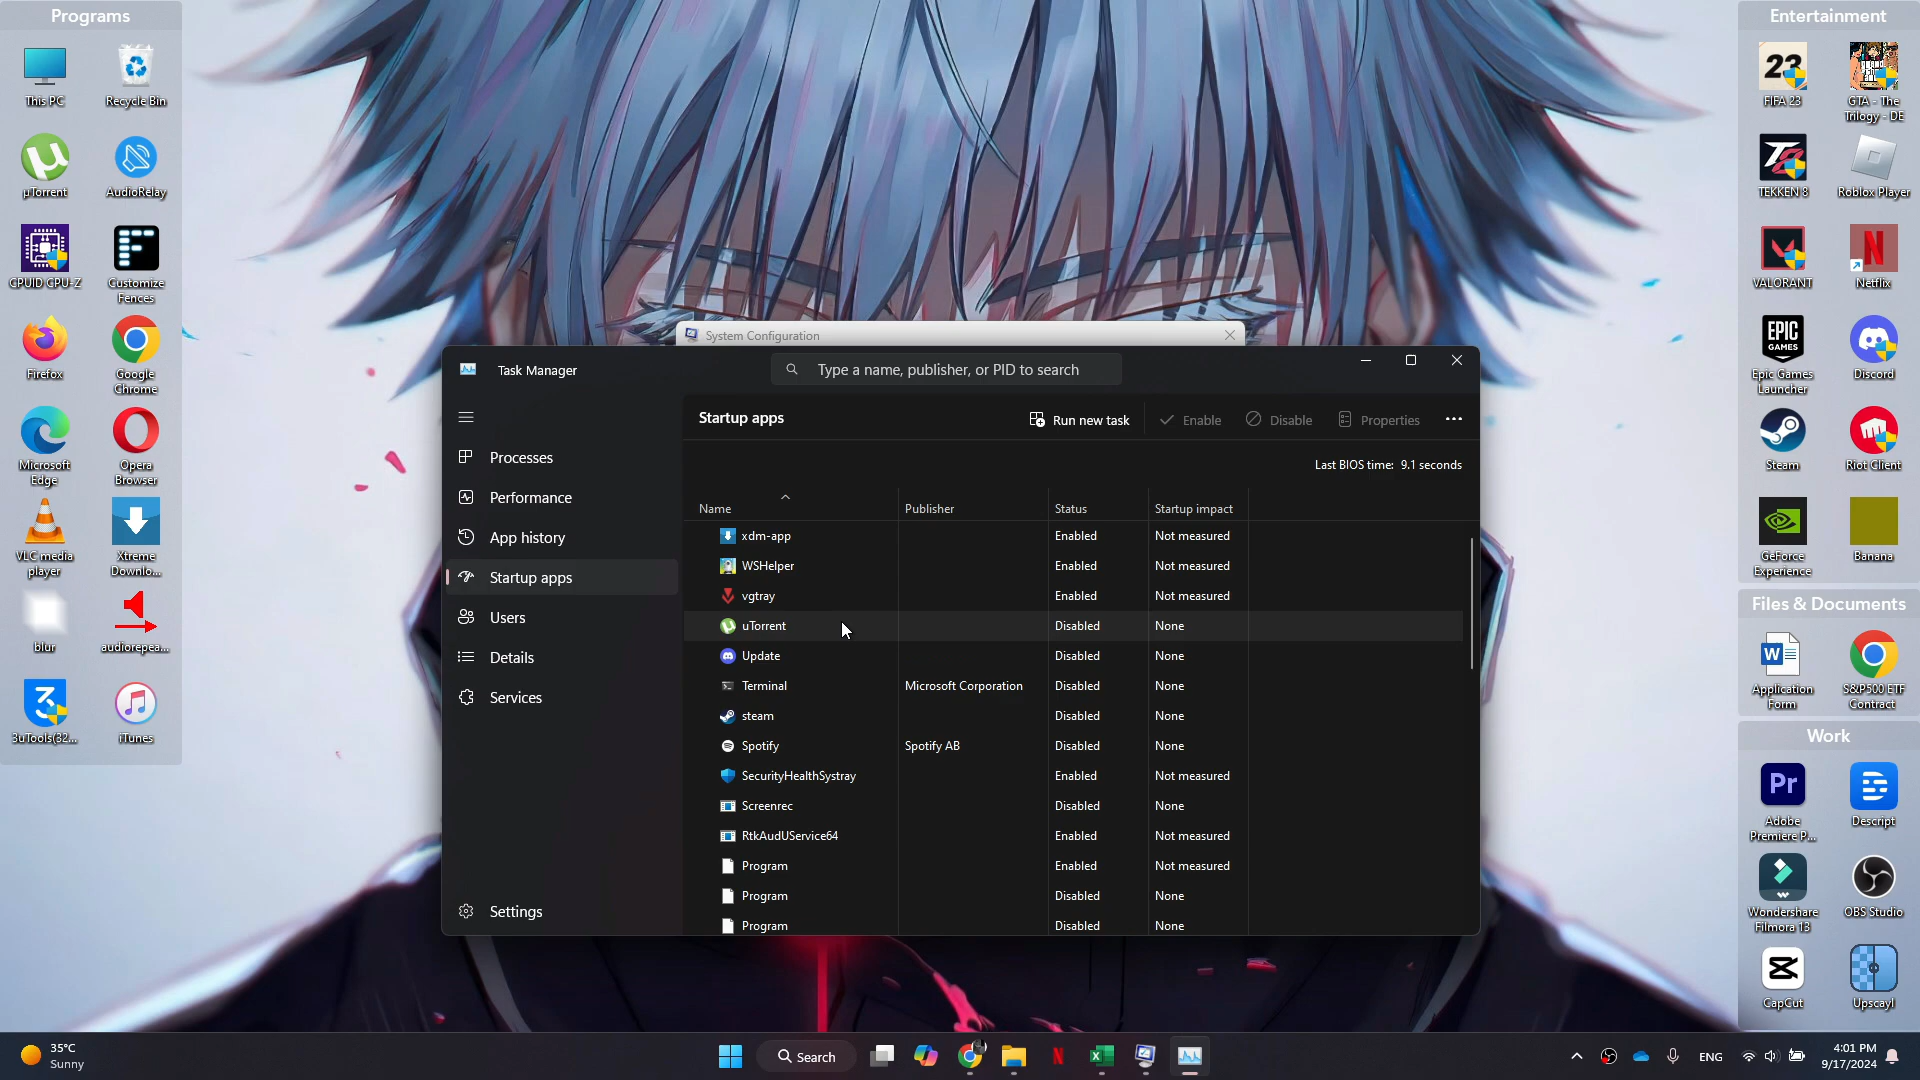 Programs
This PC
Recycle Bin
µTorrent
AudioRelay
CPUID CPU-Z
Customize
Fences
Firefox
Google
Chrome
Microsoft
Edge
Opera
Browser
VLC media
player
Xtreme
Downlo...
blur
audiorepea...
3uTools(32...
iTunes
System Configuration
Task Manager
Type a name, publisher, or PID to search
Processes
Performance
App history
Startup apps
Users
Details
Services
Settings
Startup apps
Run new task
Enable
Disable
Properties
Last BIOS time: 9.1 seconds
Name Publisher Status Startup impact
xdm-app Enabled Not measured
WSHelper Enabled Not measured
vgtray Enabled Not measured
uTorrent Disabled None
Update Disabled None
Terminal Microsoft Corporation Disabled None
steam Disabled None
Spotify Spotify AB Disabled None
SecurityHealthSystray Enabled Not measured
Screenrec Disabled None
RtkAudUService64 Enabled Not measured
Program Enabled Not measured
Program Disabled None
Program Disabled None
Entertainment
23
FIFA 23
GTA - The
Trilogy - DE
TEKKEN 8
Roblox Player
VALORANT
Netflix
EPIC
GAMES
Epic Games
Launcher
Discord
Steam
Riot Client
GeForce
Experience
Banana
Files & Documents
Application
Form
S&P500 ETF
Contract
Work
Pr
Adobe
Premiere P...
Descript
Wondershare
Filmora 13
OBS Studio
CapCut
Upscayl
35°C
Sunny
Search
ENG
4:01 PM
9/17/2024